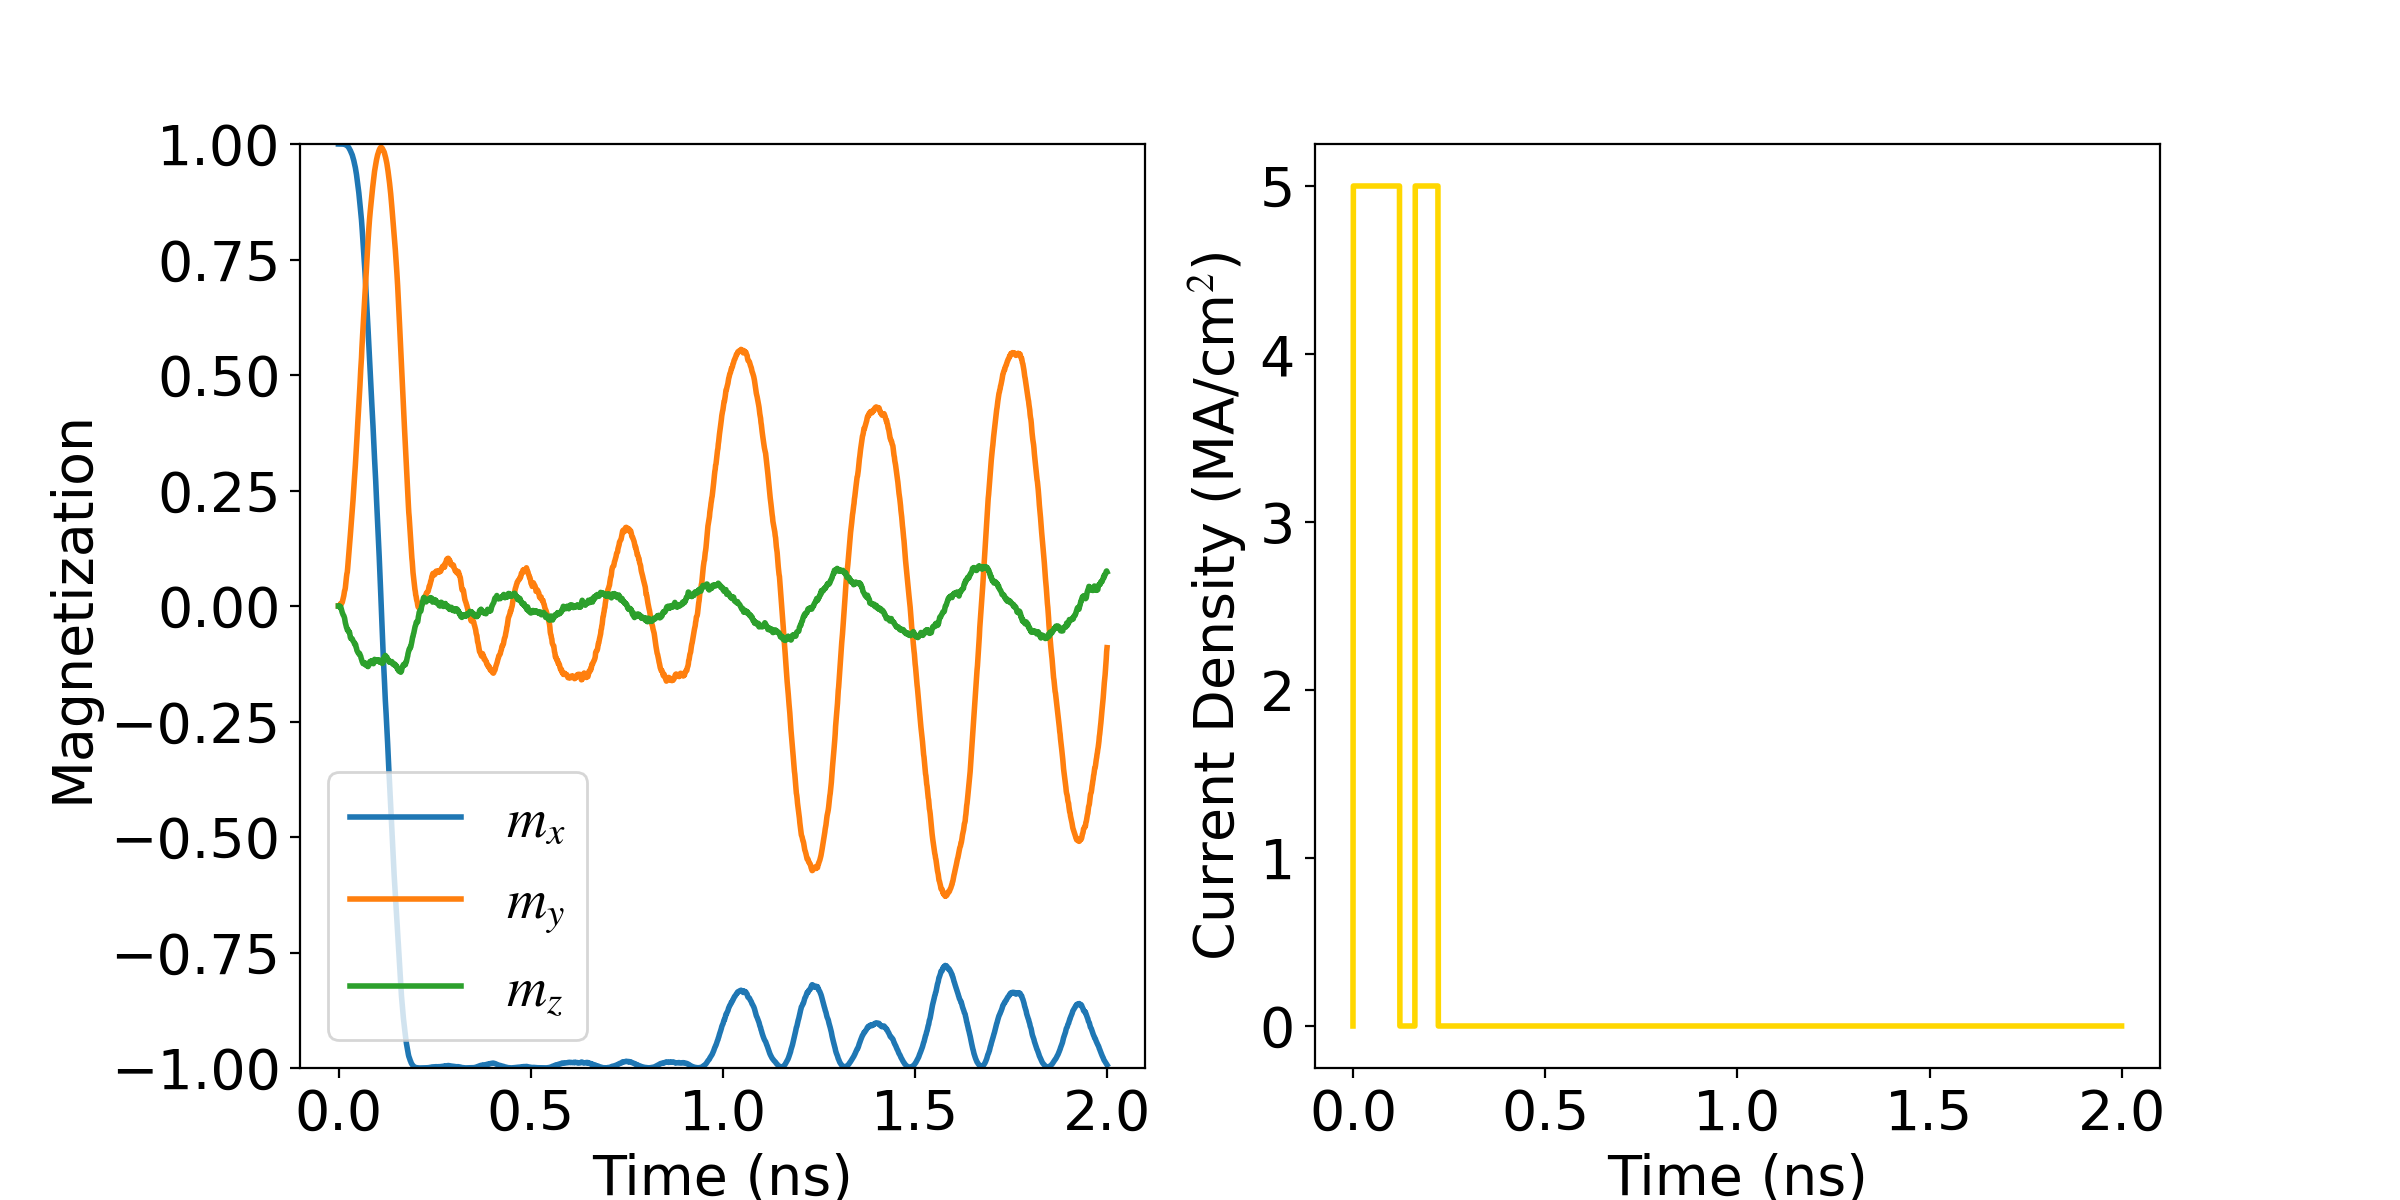 1.00
0.75
0.50
0.25
0.00
−0.25
−0.50
−0.75
−1.00
Magnetization
m_x
m_y
m_z
0.0 0.5 1.0 1.5 2.0
Time (ns)
5
4
3
2
1
0
Current Density (MA/cm²)
0.0 0.5 1.0 1.5 2.0
Time (ns)